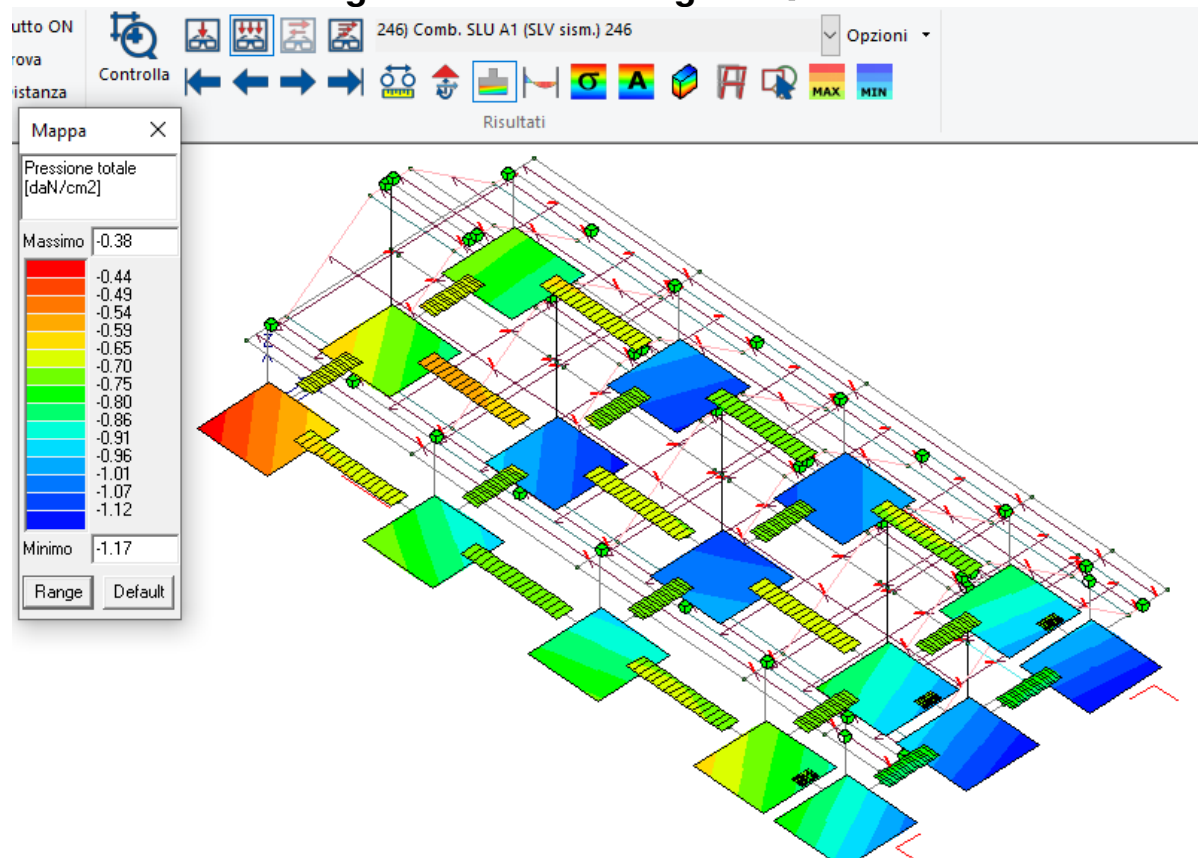 utto ON
rova
istanza
Controlla
246) Comb. SLU A1 (SLV sism.) 246
Opzioni
σ
A
MAX
MIN
Risultati
Mappa
Pressione totale
[daN/cm2]
Massimo -0.38
-0.44
-0.49
-0.54
-0.59
-0.65
-0.70
-0.75
-0.80
-0.86
-0.91
-0.96
-1.01
-1.07
-1.12
Minimo -1.17
Range Default